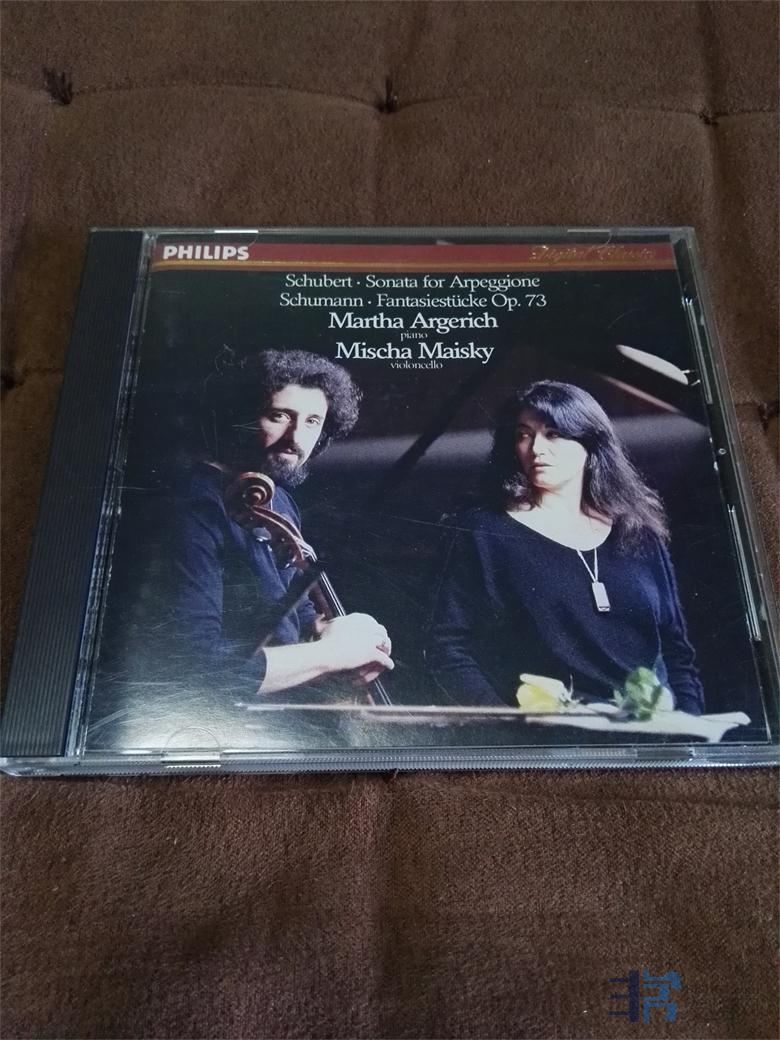 PHILIPS
Digital Classics
Schubert · Sonata for Arpeggione
Schumann · Fantasiestücke Op. 73
Martha Argerich
piano
Mischa Maisky
violoncello